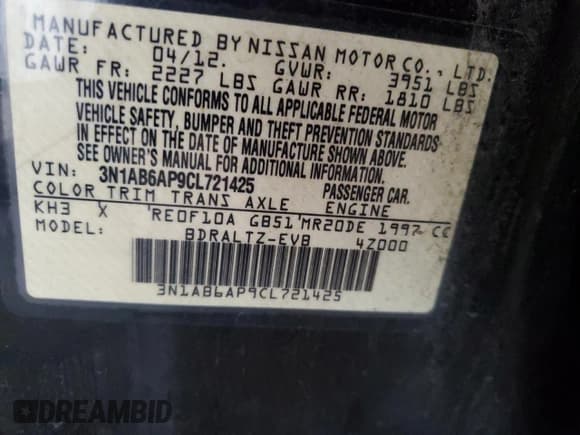 MANUFACTURED BY NISSAN MOTOR CO., LTD.
04/12. GVWR: 3951 LBS
GAWR FR: 2227 LBS GAWR RR: 1810 LBS
THIS VEHICLE CONFORMS TO ALL APPLICABLE FEDERAL MOTOR
VEHICLE SAFETY, BUMPER AND THEFT PREVENTION STANDARDS
IN EFFECT ON THE DATE OF MANUFACTURE SHOWN ABOVE.
SEE OWNER'S MANUAL FOR ADDITIONAL INFORMATION.
VIN: 3N1AB6AP9CL721425 PASSENGER CAR.
COLOR TRIM TRANS AXLE ENGINE
KH3 X RE0F10A GB51 MR20DE 1997 CC
MODEL: BDRALTZ-EVB 4Z000
3N1AB6AP9CL721425
DREAMBID